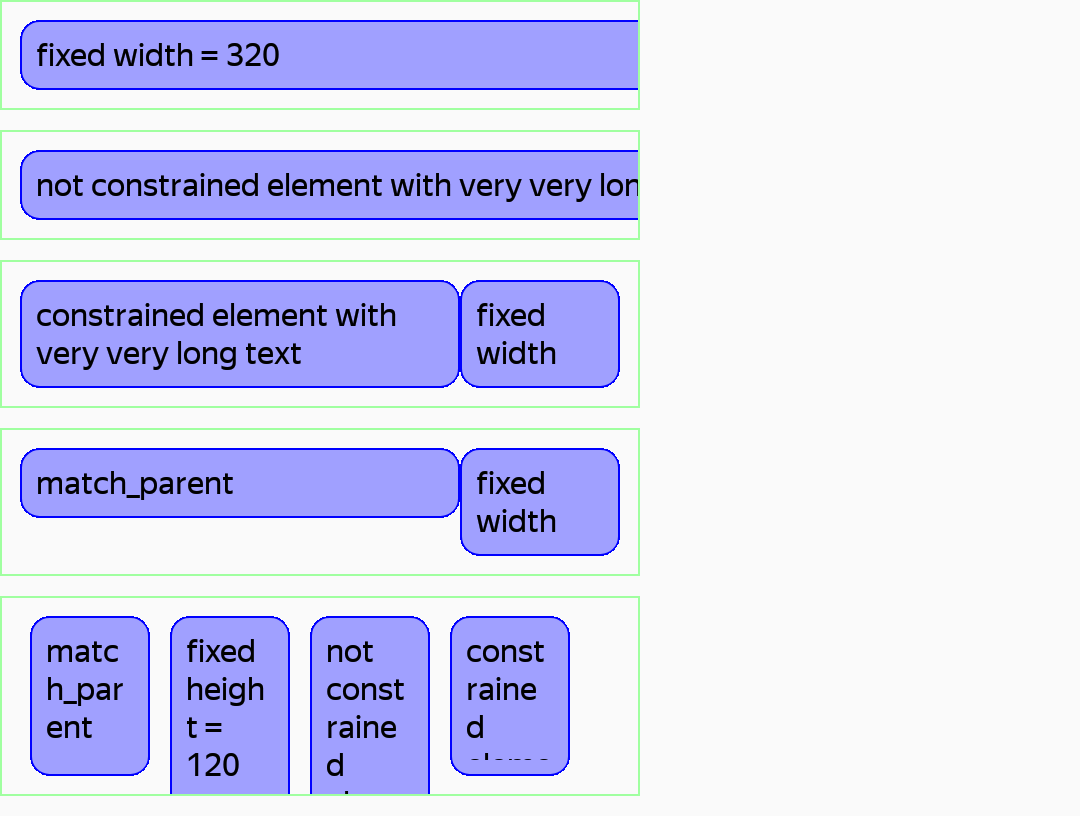 fixed width = 320
not constrained element with very very lon
constrained element with
very very long text
fixed
width
match_parent
fixed
width
matc
h_par
ent
fixed
heigh
t =
120
not
const
raine
d
const
raine
d